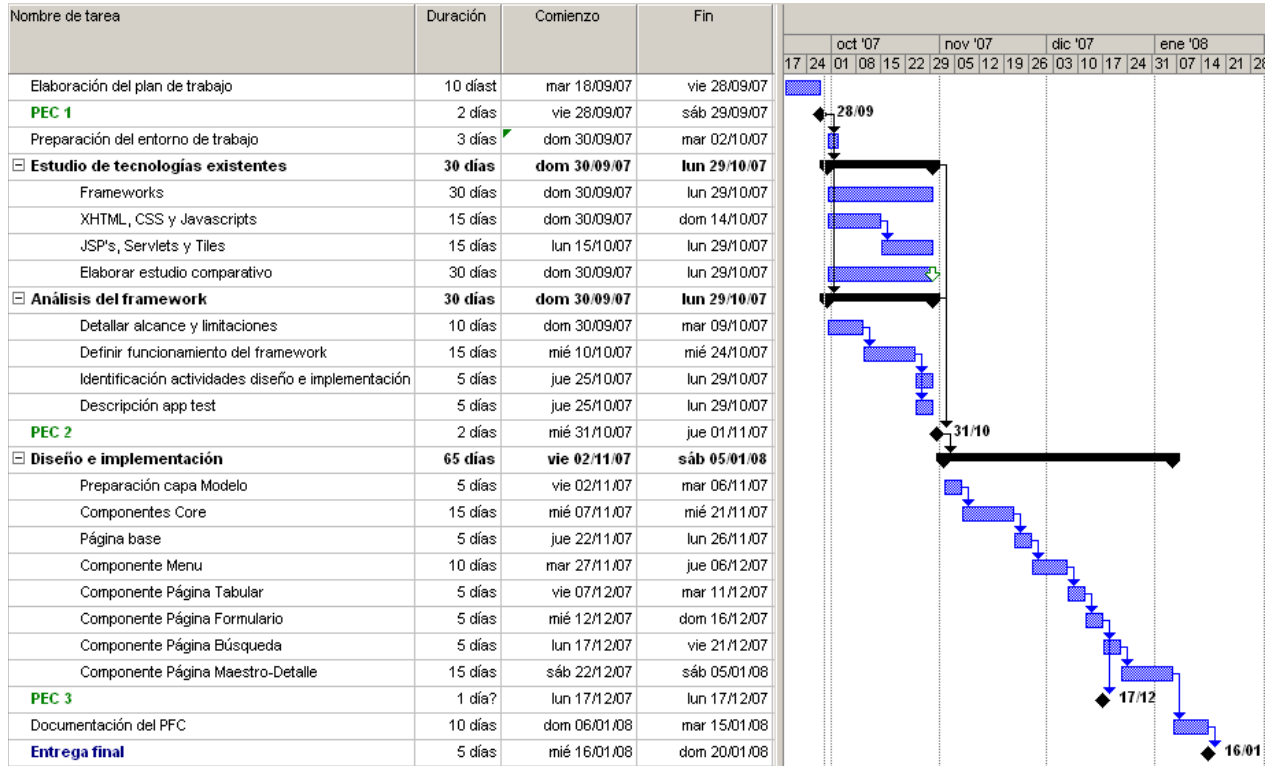 Nombre de tarea Duración Comienzo Fin
oct '07 nov '07 dic '07 ene '08
17 24 01 08 15 22 29 05 12 19 26 03 10 17 24 31 07 14 21 28
Elaboración del plan de trabajo 10 díast mar 18/09/07 vie 28/09/07
PEC 1 2 días vie 28/09/07 sáb 29/09/07 28/09
Preparación del entorno de trabajo 3 días dom 30/09/07 mar 02/10/07
Estudio de tecnologías existentes 30 días dom 30/09/07 lun 29/10/07
Frameworks 30 días dom 30/09/07 lun 29/10/07
XHTML, CSS y Javascripts 15 días dom 30/09/07 dom 14/10/07
JSP's, Servlets y Tiles 15 días lun 15/10/07 lun 29/10/07
Elaborar estudio comparativo 30 días dom 30/09/07 lun 29/10/07
Análisis del framework 30 días dom 30/09/07 lun 29/10/07
Detallar alcance y limitaciones 10 días dom 30/09/07 mar 09/10/07
Definir funcionamiento del framework 15 días mié 10/10/07 mié 24/10/07
Identificación actividades diseño e implementación 5 días jue 25/10/07 lun 29/10/07
Descripción app test 5 días jue 25/10/07 lun 29/10/07
PEC 2 2 días mié 31/10/07 jue 01/11/07 31/10
Diseño e implementación 65 días vie 02/11/07 sáb 05/01/08
Preparación capa Modelo 5 días vie 02/11/07 mar 06/11/07
Componentes Core 15 días mié 07/11/07 mié 21/11/07
Página base 5 días jue 22/11/07 lun 26/11/07
Componente Menu 10 días mar 27/11/07 jue 06/12/07
Componente Página Tabular 5 días vie 07/12/07 mar 11/12/07
Componente Página Formulario 5 días mié 12/12/07 dom 16/12/07
Componente Página Búsqueda 5 días lun 17/12/07 vie 21/12/07
Componente Página Maestro-Detalle 15 días sáb 22/12/07 sáb 05/01/08
PEC 3 1 día? lun 17/12/07 lun 17/12/07 17/12
Documentación del PFC 10 días dom 06/01/08 mar 15/01/08
Entrega final 5 días mié 16/01/08 dom 20/01/08 16/01